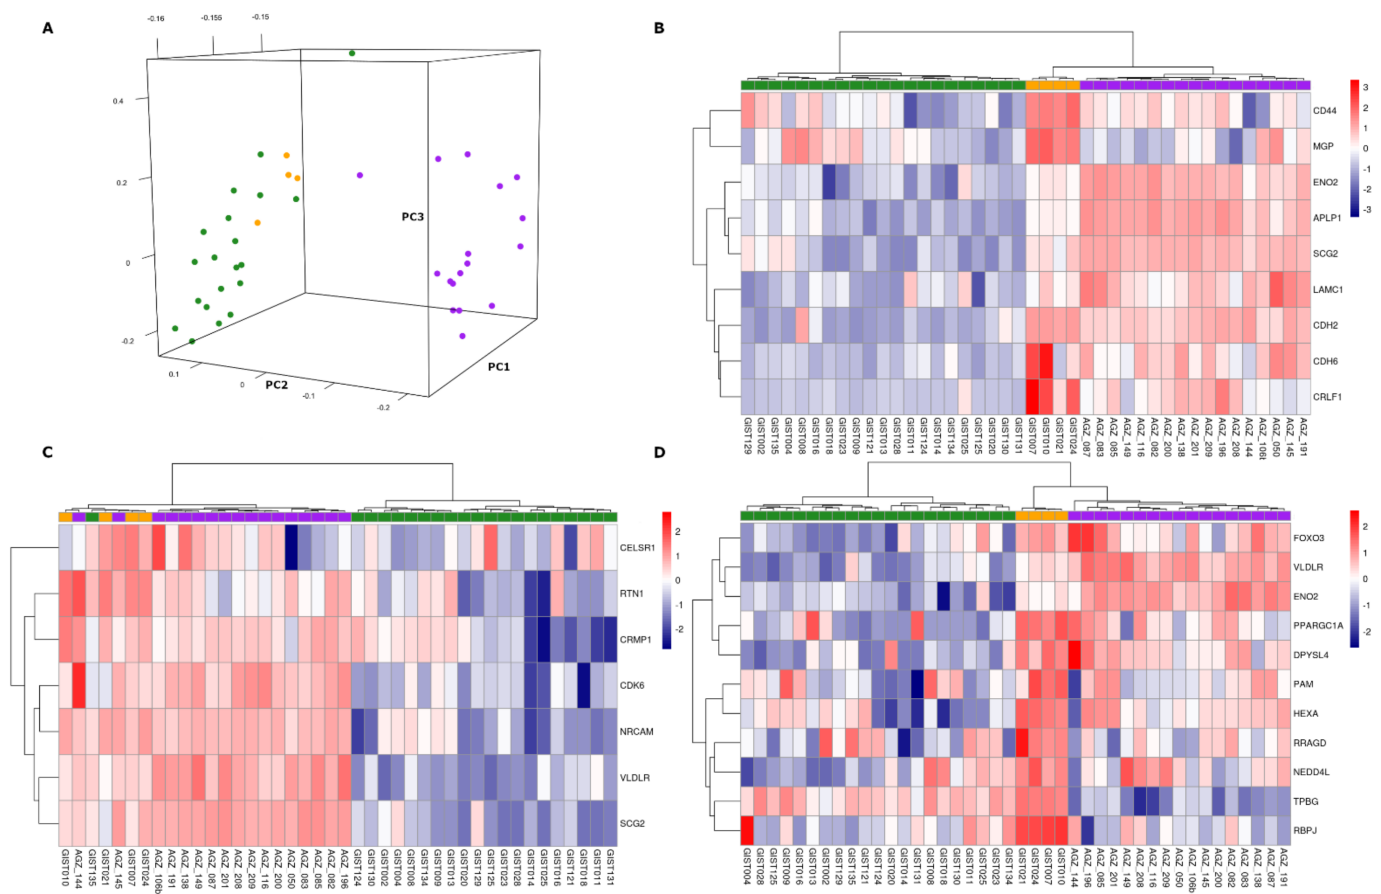 A
-0.16
-0.155
-0.15
0.4
0.2
0
-0.2
0.1
0
-0.1
-0.2
PC1
PC2
PC3
B
CD44
MGP
ENO2
APLP1
SCG2
LAMC1
CDH2
CDH6
CRLF1
3
2
1
0
-1
-2
-3
GIST129
GIST002
GIST135
GIST004
GIST008
GIST016
GIST018
GIST023
GIST009
GIST121
GIST013
GIST028
GIST011
GIST124
GIST014
GIST134
GIST025
GIST020
GIST130
GIST131
GIST007
GIST010
GIST021
GIST024
AGZ_087
AGZ_083
AGZ_085
AGZ_149
AGZ_116
AGZ_082
AGZ_200
AGZ_138
AGZ_201
AGZ_209
AGZ_196
AGZ_208
AGZ_144
AGZ_106b
AGZ_050
AGZ_145
AGZ_191
C
CELSR1
RTN1
CRMP1
CDK6
NRCAM
VLDLR
SCG2
2
1
0
-1
-2
GIST010
AGZ_144
GIST135
GIST021
AGZ_145
GIST007
GIST024
AGZ_106b
AGZ_191
AGZ_138
AGZ_149
AGZ_087
AGZ_201
AGZ_208
AGZ_209
AGZ_116
AGZ_200
AGZ_050
AGZ_083
AGZ_085
AGZ_082
AGZ_196
GIST124
GIST130
GIST002
GIST004
GIST008
GIST134
GIST009
GIST013
GIST020
GIST129
GIST125
GIST023
GIST028
GIST014
GIST025
GIST016
GIST121
GIST018
GIST011
GIST131
D
FOXO3
VLDLR
ENO2
PPARGC1A
DPYSL4
PAM
HEXA
RRAGD
NEDD4L
TPBG
RBPJ
2
1
0
-1
-2
GIST004
GIST028
GIST125
GIST009
GIST016
GIST129
GIST002
GIST025
GIST135
GIST124
GIST121
GIST020
GIST014
GIST131
GIST008
GIST018
GIST130
GIST011
GIST013
GIST023
GIST134
GIST021
GIST024
GIST007
GIST010
AGZ_144
AGZ_196
AGZ_085
AGZ_201
AGZ_208
AGZ_116
AGZ_149
AGZ_209
AGZ_050
AGZ_106b
AGZ_145
AGZ_200
AGZ_082
AGZ_083
AGZ_138
AGZ_087
AGZ_191